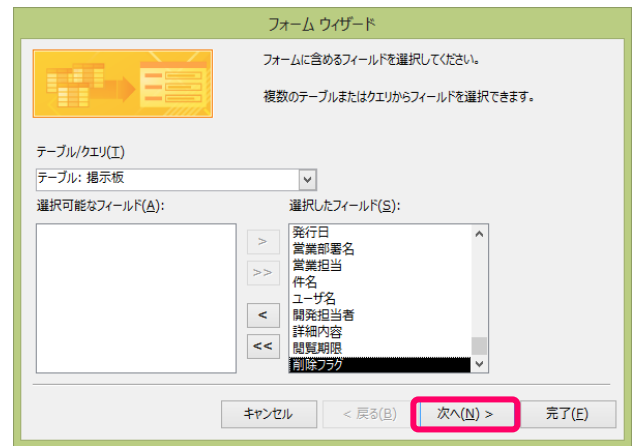 フォーム ウィザード
フォームに含めるフィールドを選択してください。
複数のテーブルまたはクエリからフィールドを選択できます。
テーブル/クエリ(T)
テーブル: 掲示板
選択可能なフィールド(A):
選択したフィールド(S):
発行日
営業部署名
営業担当
件名
ユーザ名
開発担当者
詳細内容
閲覧期限
削除フラグ
>
>>
<
<<
キャンセル
< 戻る(B)
次へ(N) >
完了(F)